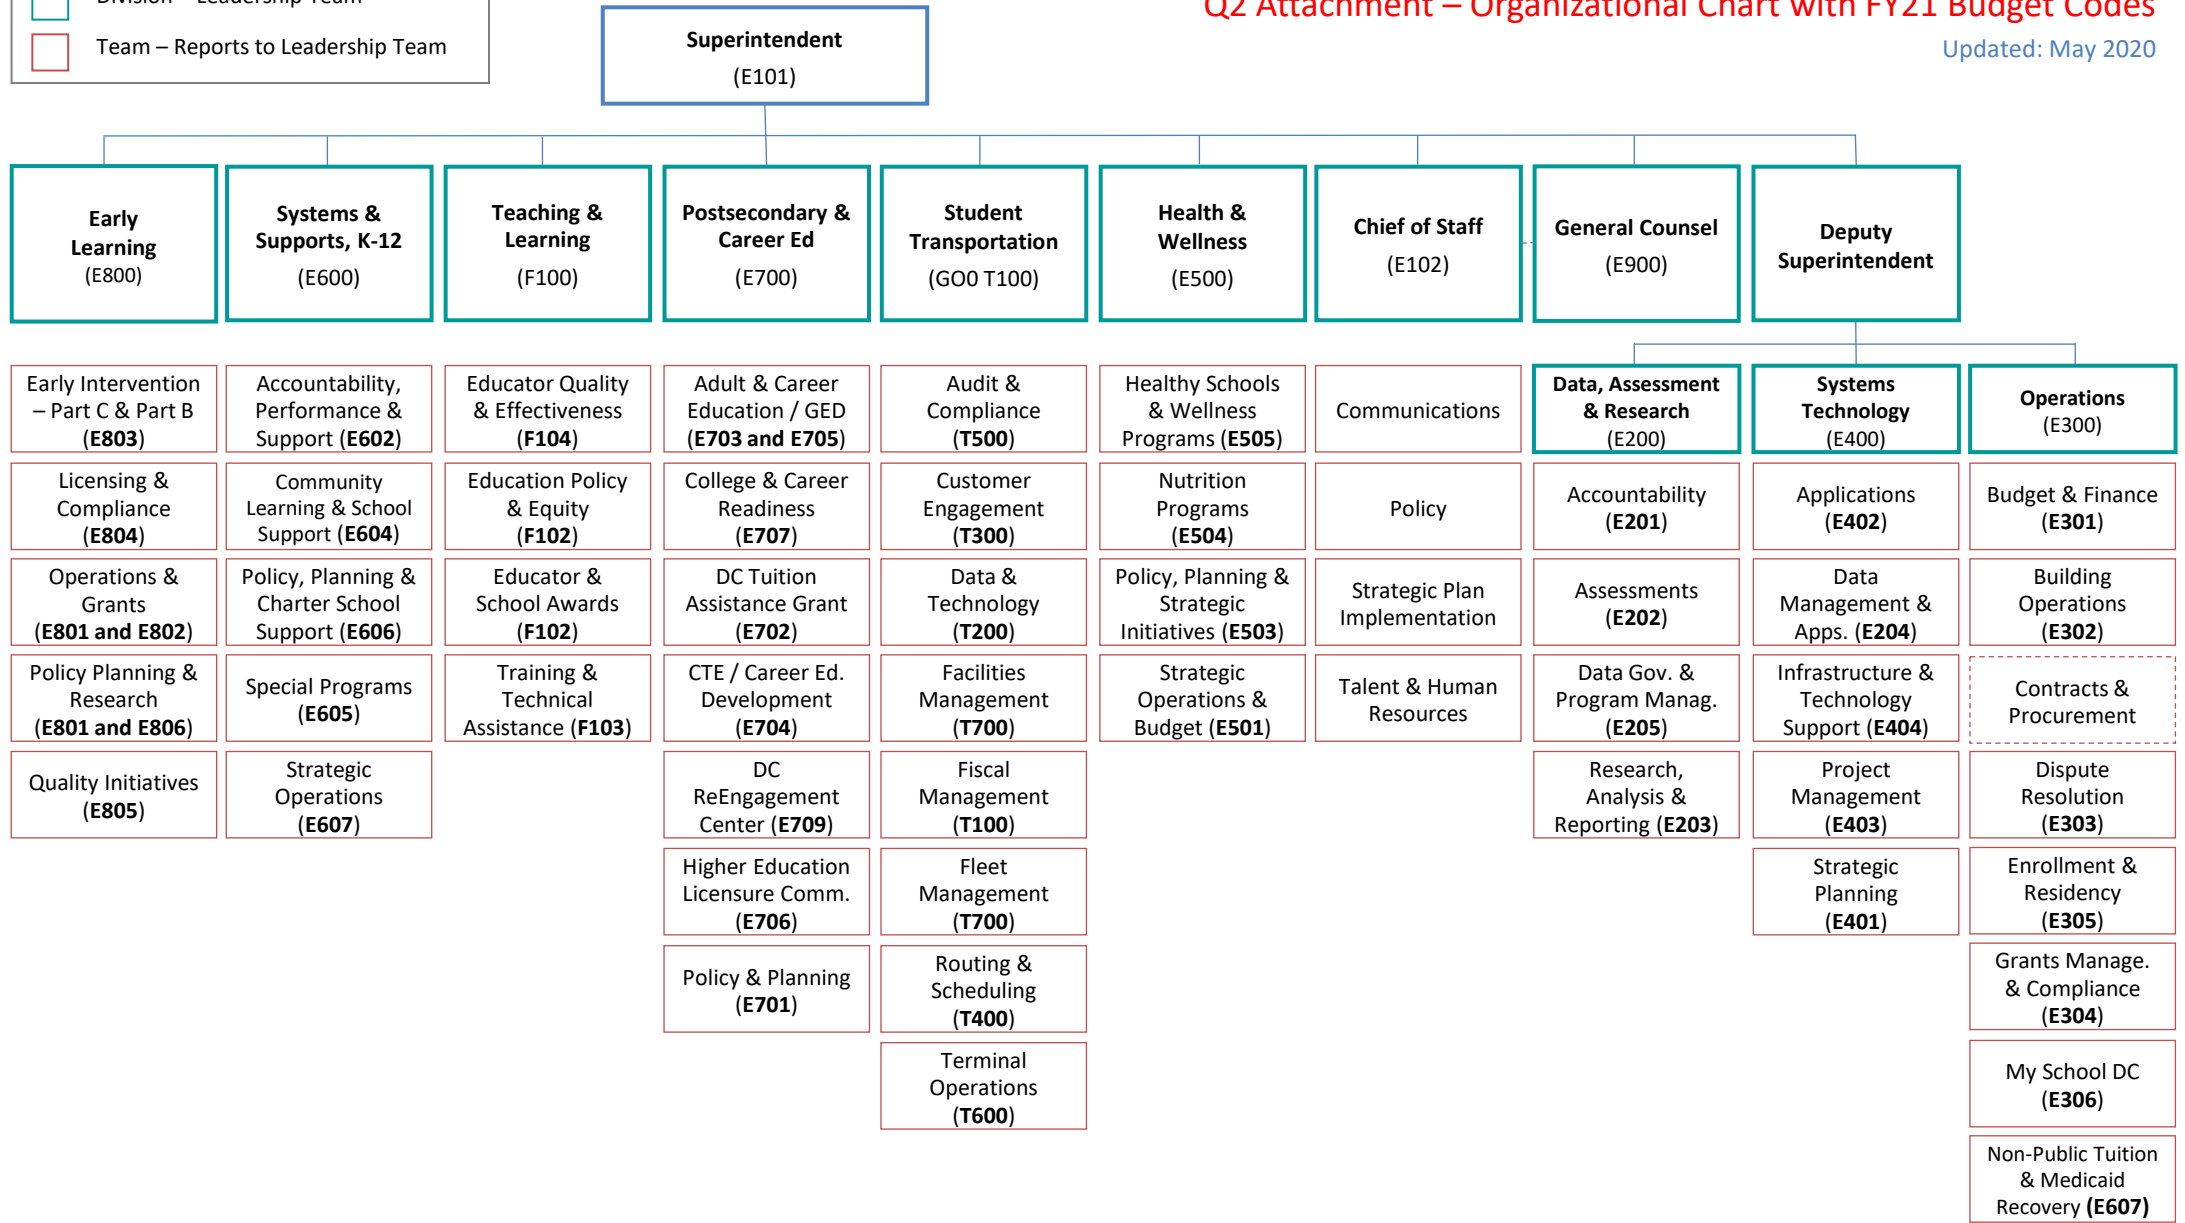 Division – Leadership Team
Team – Reports to Leadership Team
Q2 Attachment – Organizational Chart with FY21 Budget Codes
Updated: May 2020
Superintendent
(E101)
Early
Learning
(E800)
Systems &
Supports, K-12
(E600)
Teaching &
Learning
(F100)
Postsecondary &
Career Ed
(E700)
Student
Transportation
(GO0 T100)
Health &
Wellness
(E500)
Chief of Staff
(E102)
General Counsel
(E900)
Deputy
Superintendent
Early Intervention
– Part C & Part B
(E803)
Licensing &
Compliance
(E804)
Operations &
Grants
(E801 and E802)
Policy Planning &
Research
(E801 and E806)
Quality Initiatives
(E805)
Accountability,
Performance &
Support (E602)
Community
Learning & School
Support (E604)
Policy, Planning &
Charter School
Support (E606)
Special Programs
(E605)
Strategic
Operations
(E607)
Educator Quality
& Effectiveness
(F104)
Education Policy
& Equity
(F102)
Educator &
School Awards
(F102)
Training &
Technical
Assistance (F103)
Adult & Career
Education / GED
(E703 and E705)
College & Career
Readiness
(E707)
DC Tuition
Assistance Grant
(E702)
CTE / Career Ed.
Development
(E704)
DC
ReEngagement
Center (E709)
Higher Education
Licensure Comm.
(E706)
Policy & Planning
(E701)
Audit &
Compliance
(T500)
Customer
Engagement
(T300)
Data &
Technology
(T200)
Facilities
Management
(T700)
Fiscal
Management
(T100)
Fleet
Management
(T700)
Routing &
Scheduling
(T400)
Terminal
Operations
(T600)
Healthy Schools
& Wellness
Programs (E505)
Nutrition
Programs
(E504)
Policy, Planning &
Strategic
Initiatives (E503)
Strategic
Operations &
Budget (E501)
Communications
Policy
Strategic Plan
Implementation
Talent & Human
Resources
Data, Assessment
& Research
(E200)
Accountability
(E201)
Assessments
(E202)
Data Gov. &
Program Manag.
(E205)
Research,
Analysis &
Reporting (E203)
Systems
Technology
(E400)
Applications
(E402)
Data
Management &
Apps. (E204)
Infrastructure &
Technology
Support (E404)
Project
Management
(E403)
Strategic
Planning
(E401)
Operations
(E300)
Budget & Finance
(E301)
Building
Operations
(E302)
Contracts &
Procurement
Dispute
Resolution
(E303)
Enrollment &
Residency
(E305)
Grants Manage.
& Compliance
(E304)
My School DC
(E306)
Non-Public Tuition
& Medicaid
Recovery (E607)